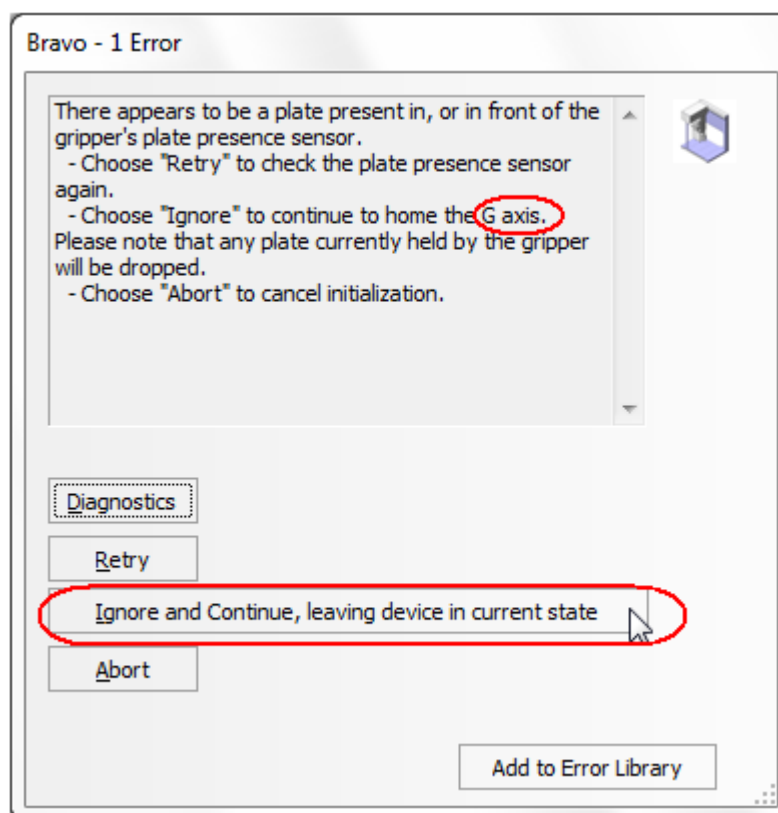 Bravo - 1 Error
There appears to be a plate present in, or in front of the
gripper's plate presence sensor.
- Choose "Retry" to check the plate presence sensor
again.
- Choose "Ignore" to continue to home the G axis.
Please note that any plate currently held by the gripper
will be dropped.
- Choose "Abort" to cancel initialization.
Diagnostics
Retry
Ignore and Continue, leaving device in current state
Abort
Add to Error Library